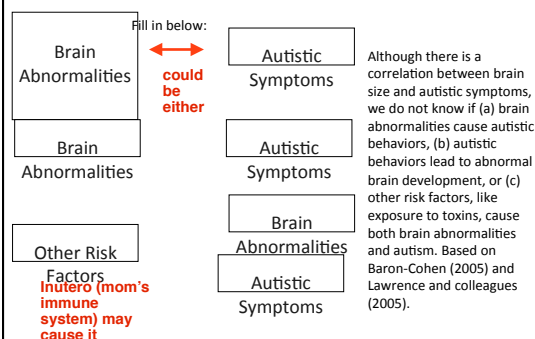 Fill in below:
Brain
Abnormalities
could
be
either
Autistic
Symptoms
Brain
Abnormalities
Autistic
Symptoms
Other Risk
Factors
Inutero (mom's
immune
system) may
cause it
Brain
Abnormalities
Autistic
Symptoms
Although there is a
correlation between brain
size and autistic symptoms,
we do not know if (a) brain
abnormalities cause autistic
behaviors, (b) autistic
behaviors lead to abnormal
brain development, or (c)
other risk factors, like
exposure to toxins, cause
both brain abnormalities
and autism. Based on
Baron-Cohen (2005) and
Lawrence and colleagues
(2005).